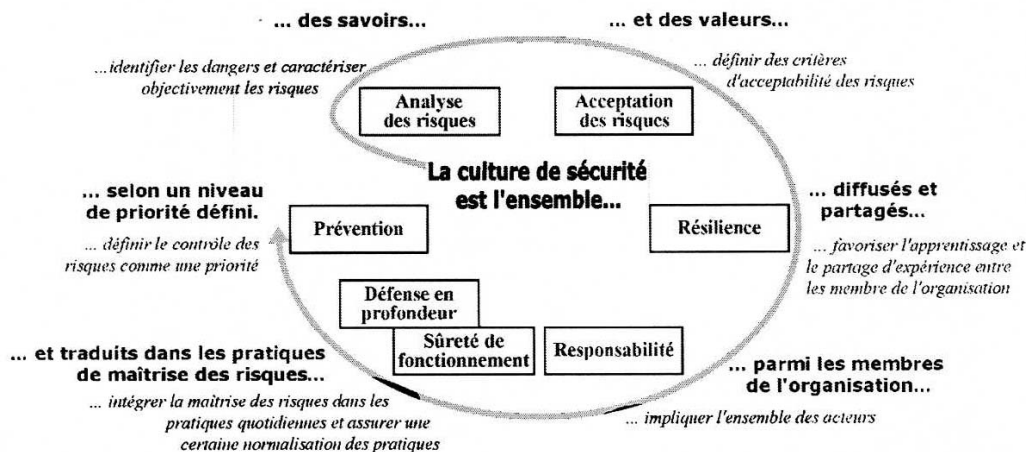 ... des savoirs...
... et des valeurs...
... identifier les dangers et caractériser
objectivement les risques
... définir des critères
d'acceptabilité des risques
Analyse
des risques
Acceptation
des risques
La culture de sécurité
est l'ensemble...
... selon un niveau
de priorité défini.
... définir le contrôle des
risques comme une priorité
Prévention
Résilience
... diffusés et
partagés...
... favoriser l'apprentissage et
le partage d'expérience entre
les membre de l'organisation
Défense en
profondeur
Sûreté de
fonctionnement
Responsabilité
... et traduits dans les pratiques
de maîtrise des risques...
... intégrer la maîtrise des risques dans les
pratiques quotidiennes et assurer une
certaine normalisation des pratiques
... parmi les membres
de l'organisation...
... impliquer l'ensemble des acteurs